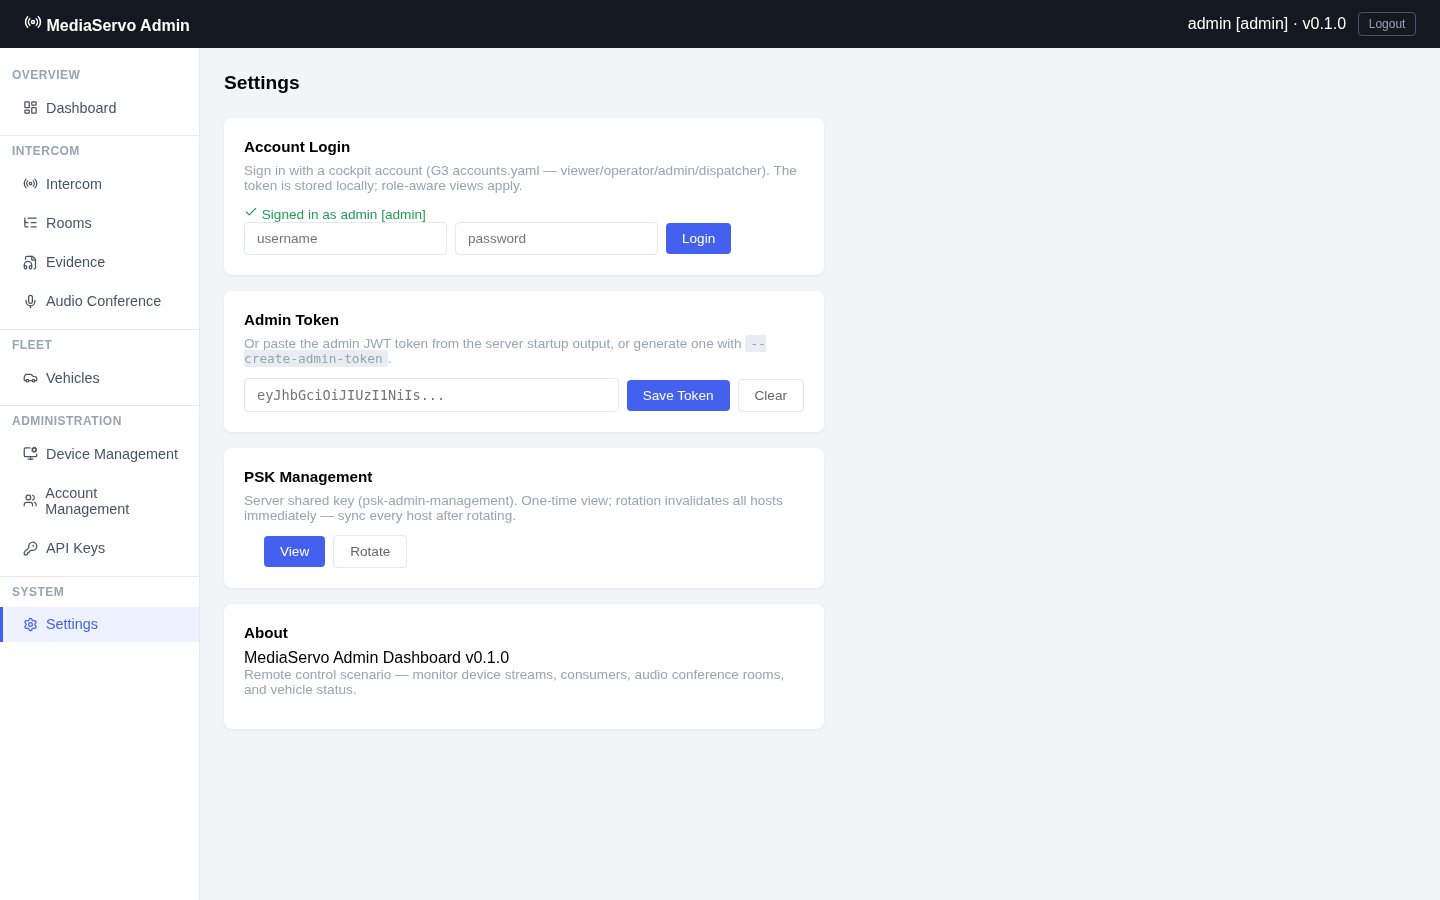 MediaServo Admin
admin [admin] · v0.1.0
Logout
OVERVIEW
Dashboard
INTERCOM
Intercom
Rooms
Evidence
Audio Conference
FLEET
Vehicles
ADMINISTRATION
Device Management
Account
Management
API Keys
SYSTEM
Settings
Settings
Account Login
Sign in with a cockpit account (G3 accounts.yaml — viewer/operator/admin/dispatcher). The
token is stored locally; role-aware views apply.
Signed in as admin [admin]
username
password
Login
Admin Token
Or paste the admin JWT token from the server startup output, or generate one with --
create-admin-token .
eyJhbGciOiJIUzI1NiIs...
Save Token
Clear
PSK Management
Server shared key (psk-admin-management). One-time view; rotation invalidates all hosts
immediately — sync every host after rotating.
View
Rotate
About
MediaServo Admin Dashboard v0.1.0
Remote control scenario — monitor device streams, consumers, audio conference rooms,
and vehicle status.